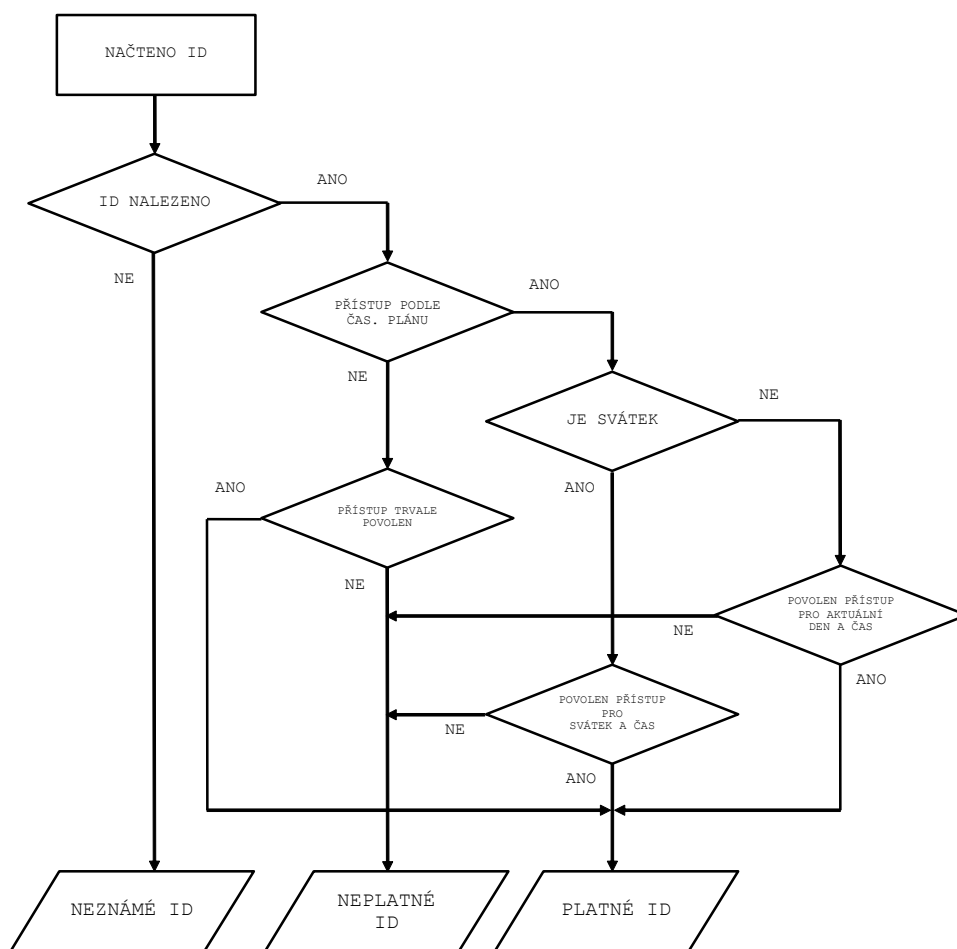 NAČTENO ID
ANO
ID NALEZENO
NE
ANO
PŘÍSTUP PODLE
ČAS. PLÁNU
NE
NE
JE SVÁTEK
ANO
ANO
PŘÍSTUP TRVALE
POVOLEN
NE
POVOLEN PŘÍSTUP
PRO AKTUÁLNÍ
DEN A ČAS
NE
ANO
POVOLEN PŘÍSTUP
PRO
SVÁTEK A ČAS
NE
ANO
NEZNÁMÉ ID
NEPLATNÉ
ID
PLATNÉ ID